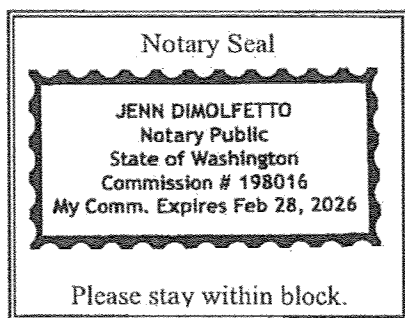 Notary Seal
JENN DIMOLFETTO
Notary Public
State of Washington
Commission # 198016
My Comm. Expires Feb 28, 2026
Please stay within block.